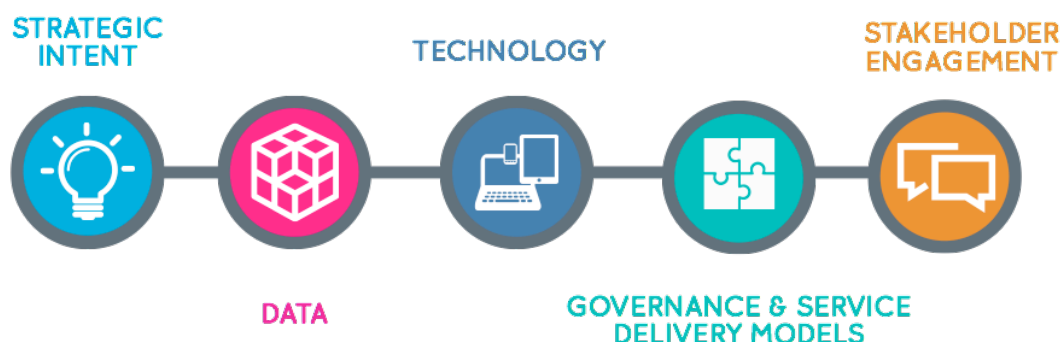 STRATEGIC
INTENT
DATA
TECHNOLOGY
GOVERNANCE & SERVICE
DELIVERY MODELS
STAKEHOLDER
ENGAGEMENT